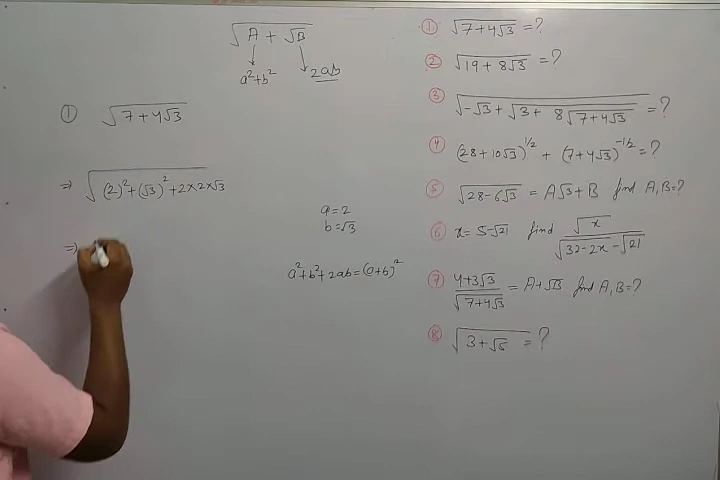 √(A + √B)
a²+b² 2ab
① √(7+4√3)
⇒ √((2)²+(√3)²+2×2×√3)
a=2
b=√3
⇒
a²+b²+2ab=(a+b)²
① √(7+4√3) =?
② √(19+8√3) =?
③ √(-√3+√(3+8√(7+4√3))) =?
④ (28+10√3)^1/2 + (7+4√3)^-1/2 =?
⑤ √(28-6√3) = A√3+B find A,B=?
⑥ x=5-√21 find √x/√(32-2x-√21)
⑦ (4+3√3)/√(7+4√3) = A+√B find A,B=?
⑧ √(3+√5) =?